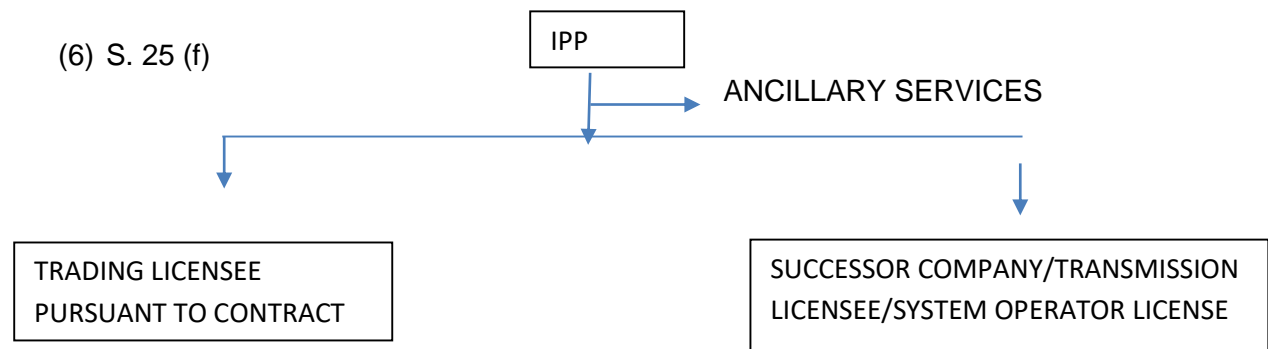 (6) S. 25 (f)
IPP
ANCILLARY SERVICES
TRADING LICENSEE
PURSUANT TO CONTRACT
SUCCESSOR COMPANY/TRANSMISSION
LICENSEE/SYSTEM OPERATOR LICENSE